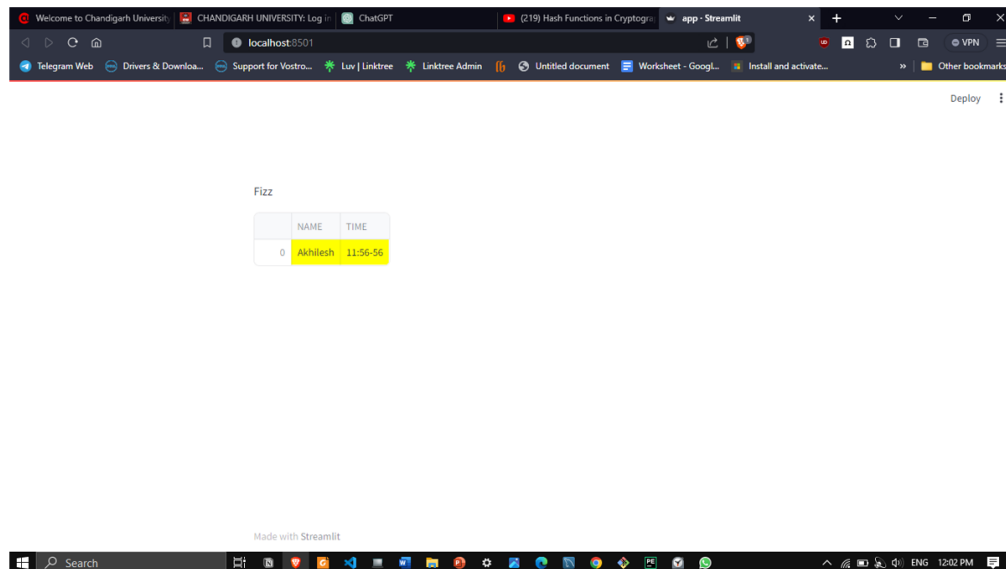 Welcome to Chandigarh University
CHANDIGARH UNIVERSITY: Log in
ChatGPT
(219) Hash Functions in Cryptogra
app · Streamlit
localhost:8501
VPN
Telegram Web
Drivers & Downloa...
Support for Vostro...
Luv | Linktree
Linktree Admin
Untitled document
Worksheet - Googl...
Install and activate...
»
Other bookmarks
Deploy
Fizz
NAME TIME
0 Akhilesh 11:56-56
Made with Streamlit
Search
ENG 12:02 PM